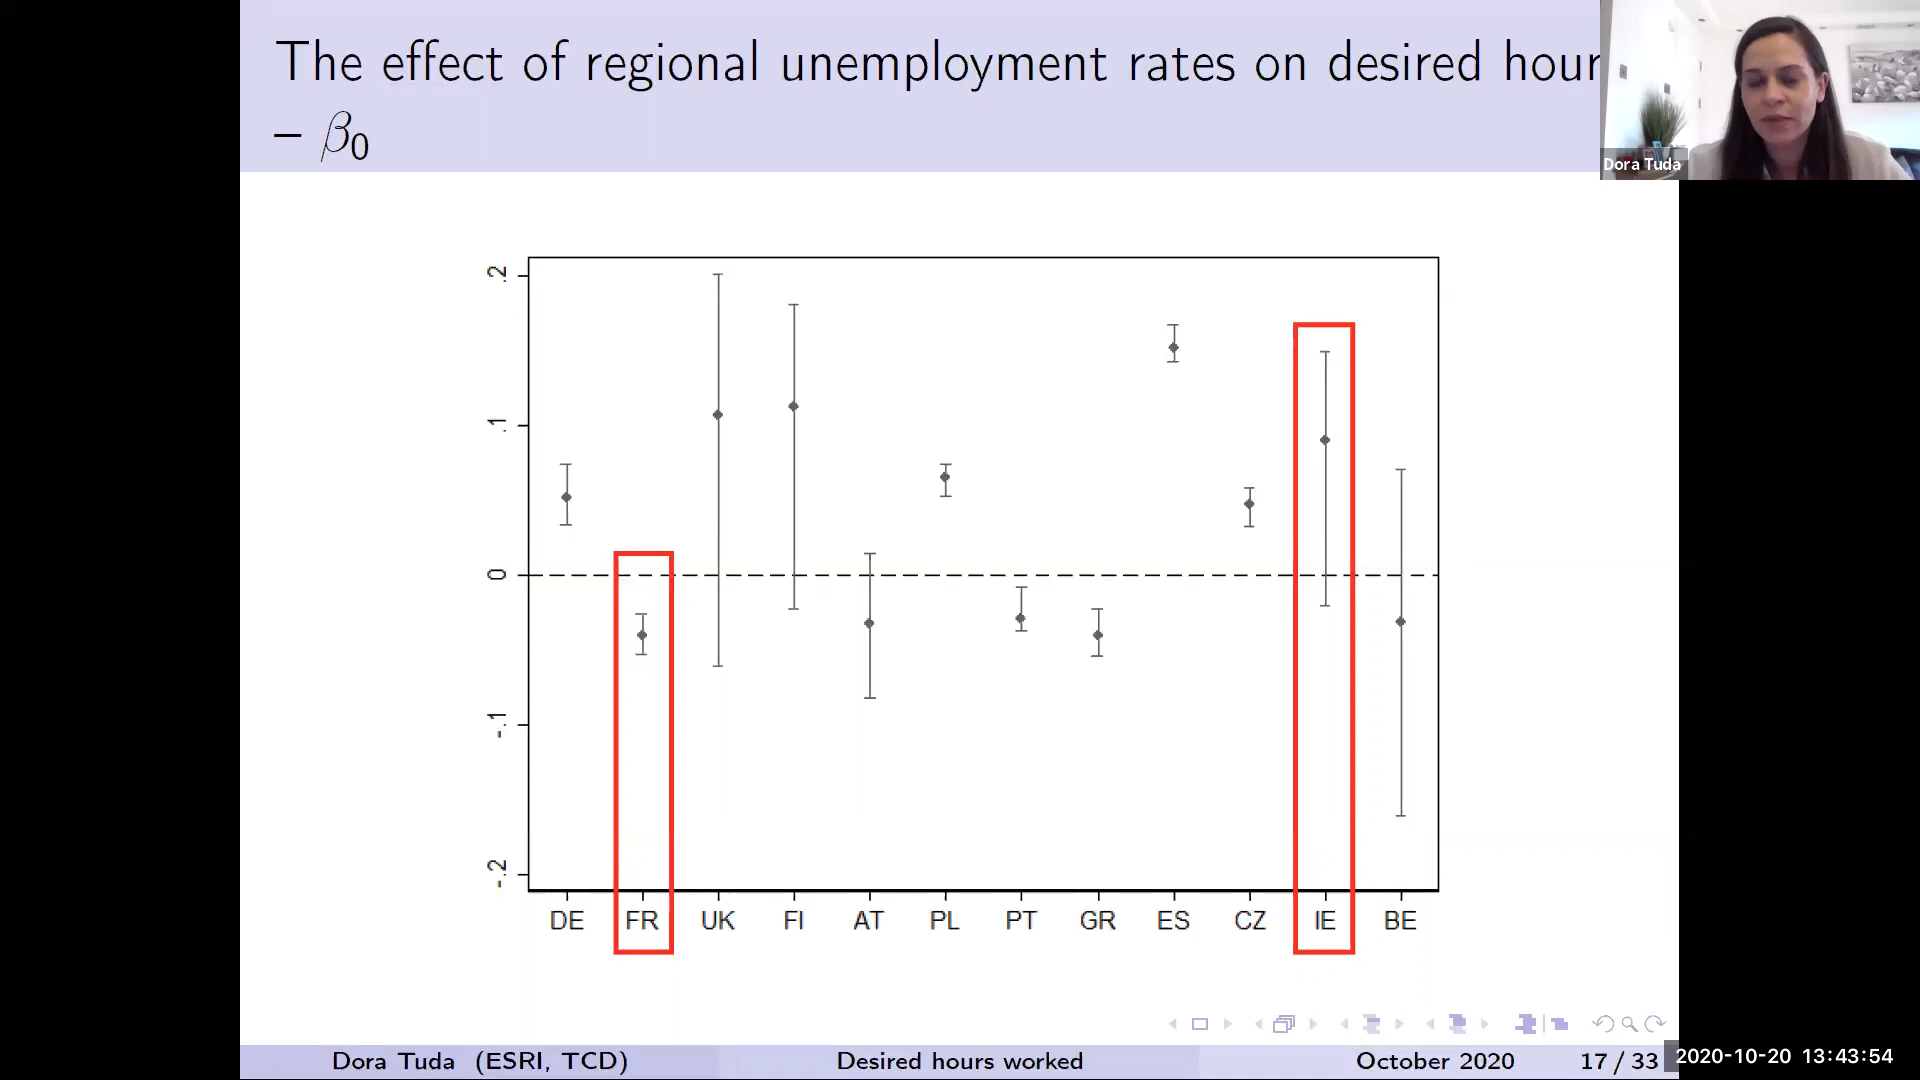 The effect of regional unemployment rates on desired hour
– β0
Dora Tuda
.2
.1
0
-.1
-.2
DE FR UK FI AT PL PT GR ES CZ IE BE
Dora Tuda (ESRI, TCD) Desired hours worked October 2020 17 / 33
2020-10-20 13:43:54